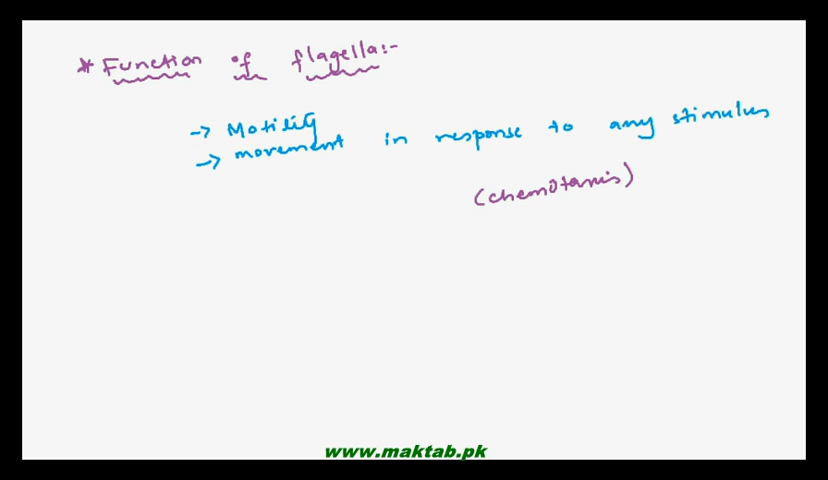 * Function of flagella:-
→ Motility
→ movement in response to any stimulus
(chemotaxis)
www.maktab.pk